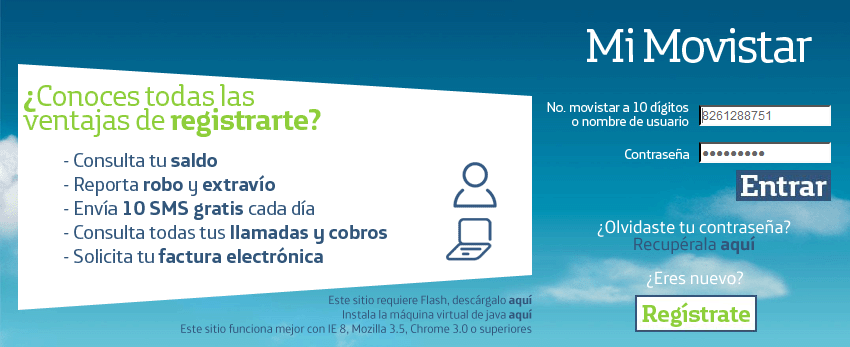 Mi Movistar
¿Conoces todas las
ventajas de registrarte?
- Consulta tu saldo
- Reporta robo y extravío
- Envía 10 SMS gratis cada día
- Consulta todas tus llamadas y cobros
- Solicita tu factura electrónica
Este sitio requiere Flash, descárgalo aquí
Instala la máquina virtual de java aquí
Este sitio funciona mejor con IE 8, Mozilla 3.5, Chrome 3.0 o superiores
No. movistar a 10 dígitos
o nombre de usuario
8261288751
Contraseña
•••••••••
Entrar
¿Olvidaste tu contraseña?
Recupérala aquí
¿Eres nuevo?
Regístrate